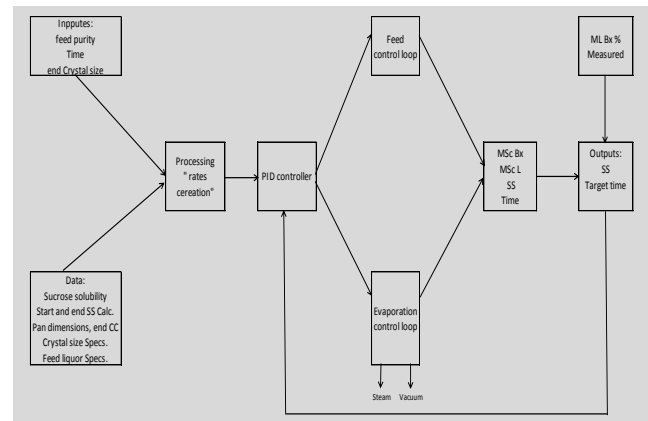 Inpputes:
feed purity
Time
end Crystal size
Feed
control loop
ML Bx %
Measured
Processing
" rates
cereation"
PID controller
MSc Bx
MSc L
SS
Time
Outputs:
SS
Target time
Data:
Sucrose solubility
Start and end SS Calc.
Pan dimensions, end CC
Crystal size Specs.
Feed liquor Specs.
Evaporation
control loop
Steam Vacuum